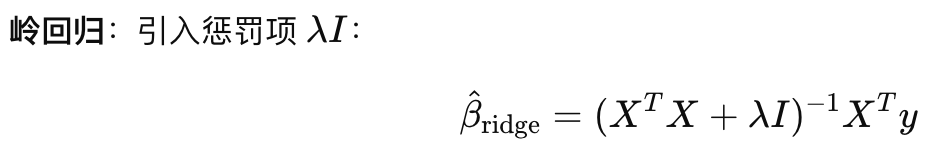 岭回归：引入惩罚项 λI：
β̂_ridge = (X^T X + λI)^{-1} X^T y